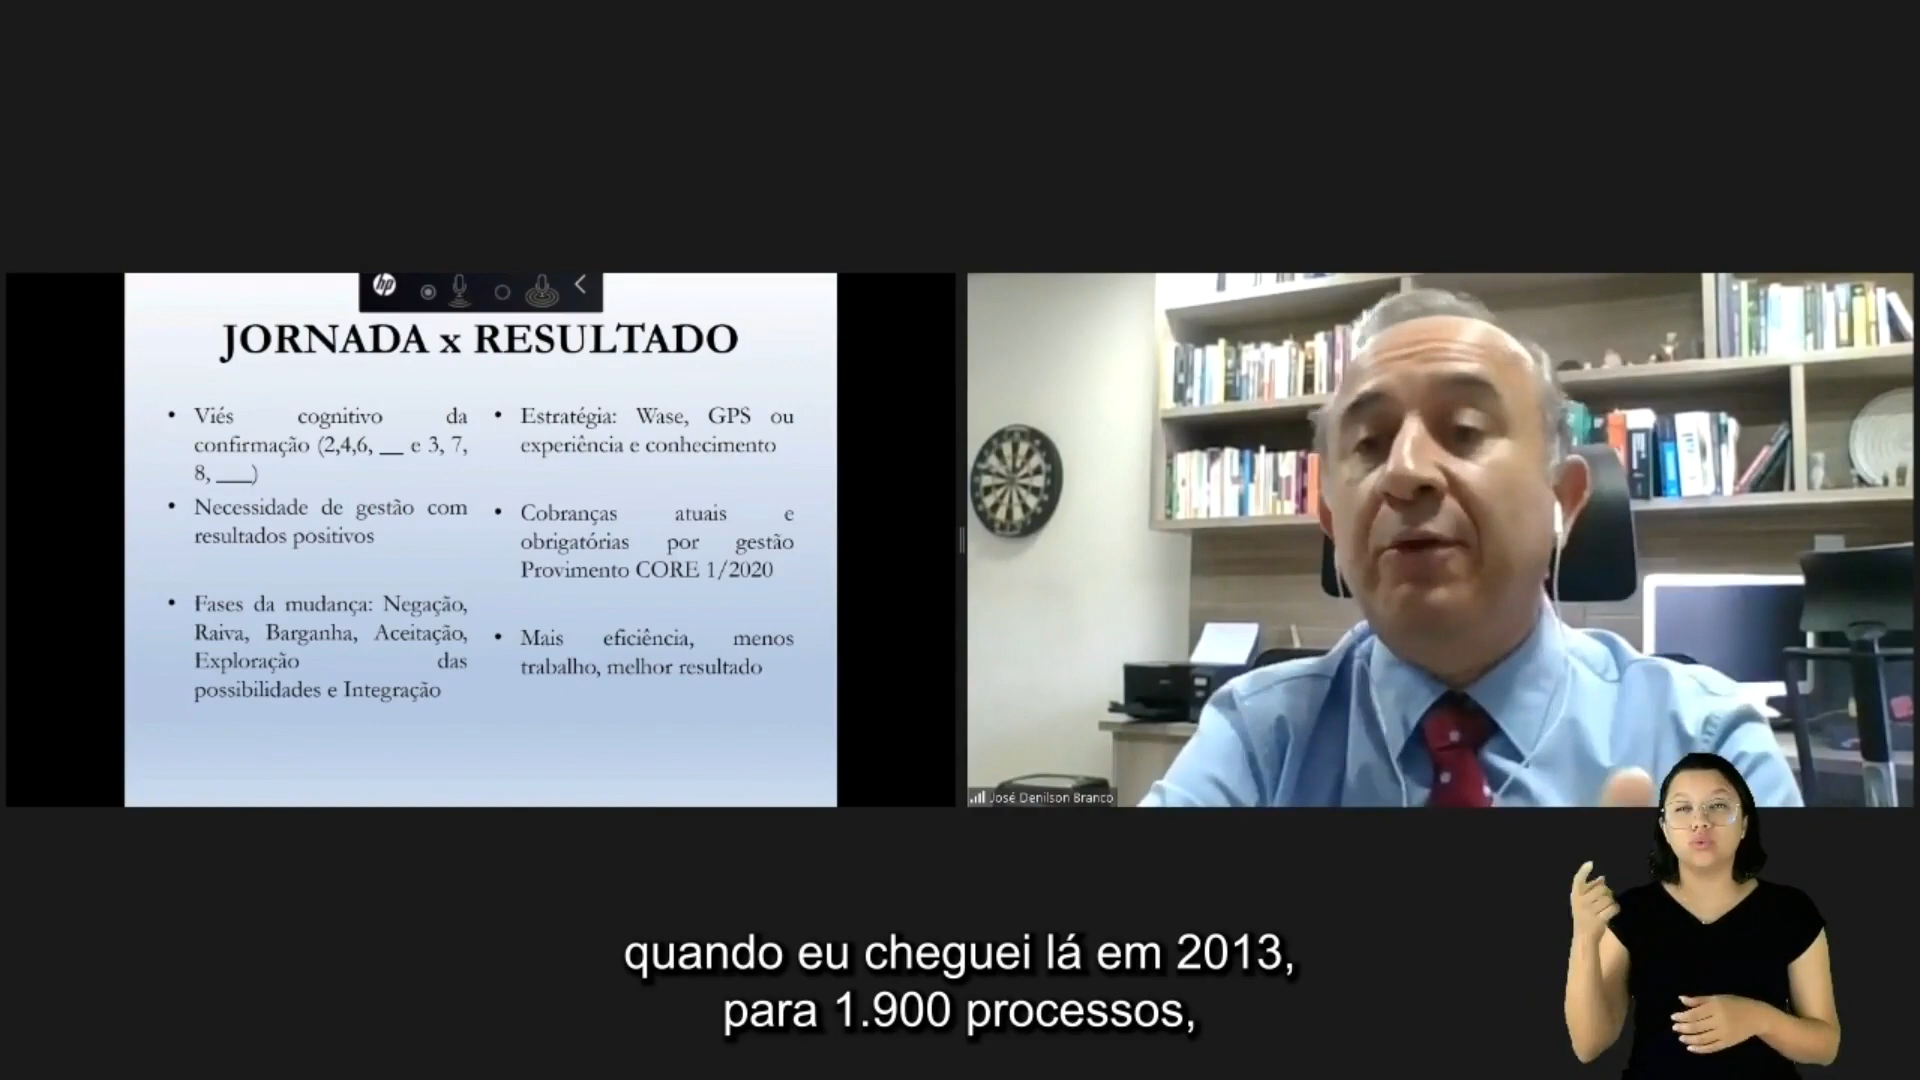 hp
JORNADA x RESULTADO
• Viés cognitivo da
confirmação (2,4,6, __ e 3, 7,
8, ___)
• Necessidade de gestão com
resultados positivos
• Fases da mudança: Negação,
Raiva, Barganha, Aceitação,
Exploração das
possibilidades e Integração
• Estratégia: Wase, GPS ou
experiência e conhecimento
• Cobranças atuais e
obrigatórias por gestão
Provimento CORE 1/2020
• Mais eficiência, menos
trabalho, melhor resultado
José Denilson Branco
quando eu cheguei lá em 2013,
para 1.900 processos,